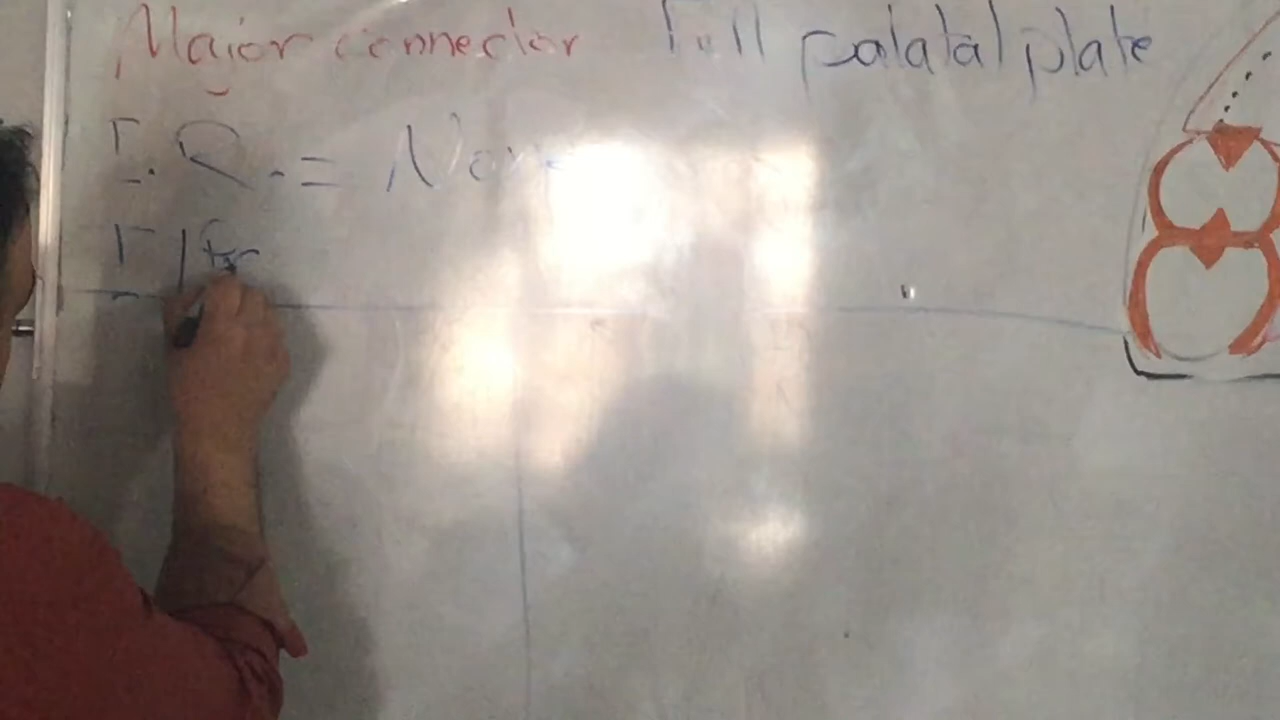 Major connector Full palatal plate
I.R. = Non